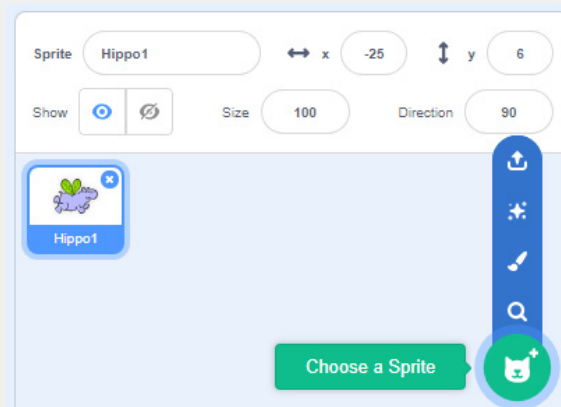 Sprite Hippo1 x -25 y 6
Show Size 100 Direction 90
Hippo1
Choose a Sprite